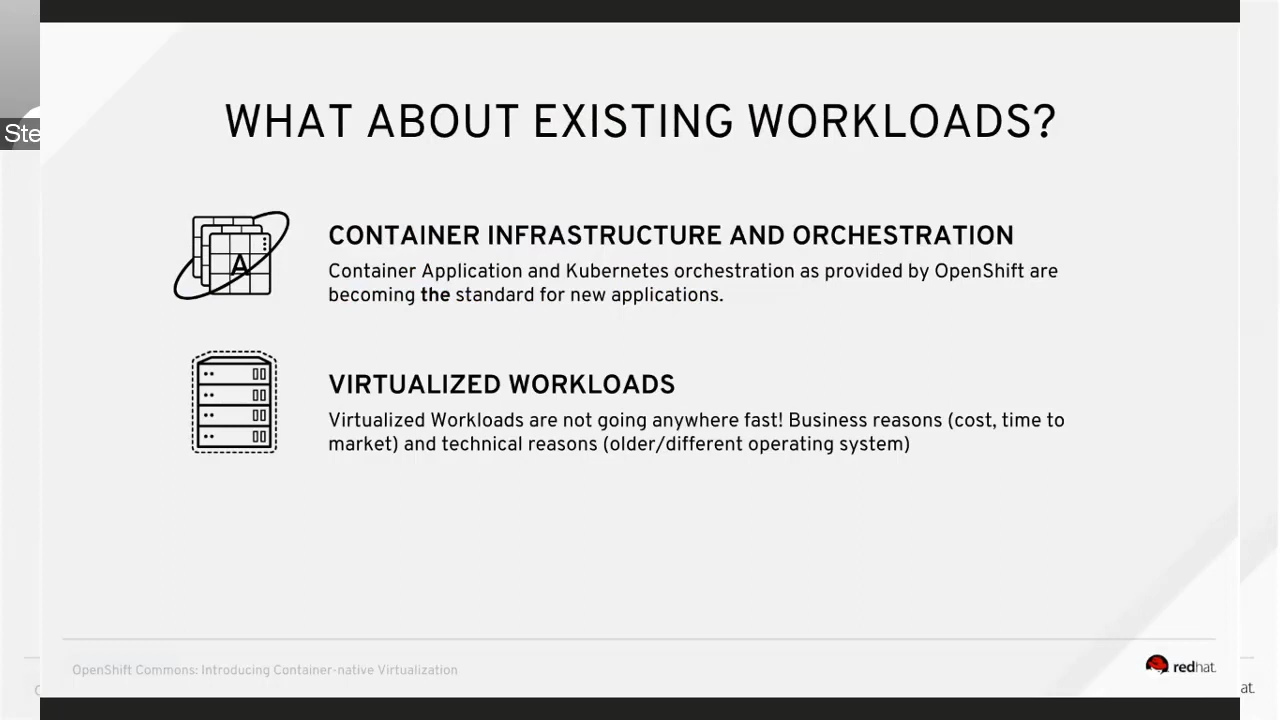 WHAT ABOUT EXISTING WORKLOADS?
Ste
A
CONTAINER INFRASTRUCTURE AND ORCHESTRATION
Container Application and Kubernetes orchestration as provided by OpenShift are
becoming the standard for new applications.
VIRTUALIZED WORKLOADS
Virtualized Workloads are not going anywhere fast! Business reasons (cost, time to
market) and technical reasons (older/different operating system)
OpenShift Commons: Introducing Container-native Virtualization
redhat.
at.